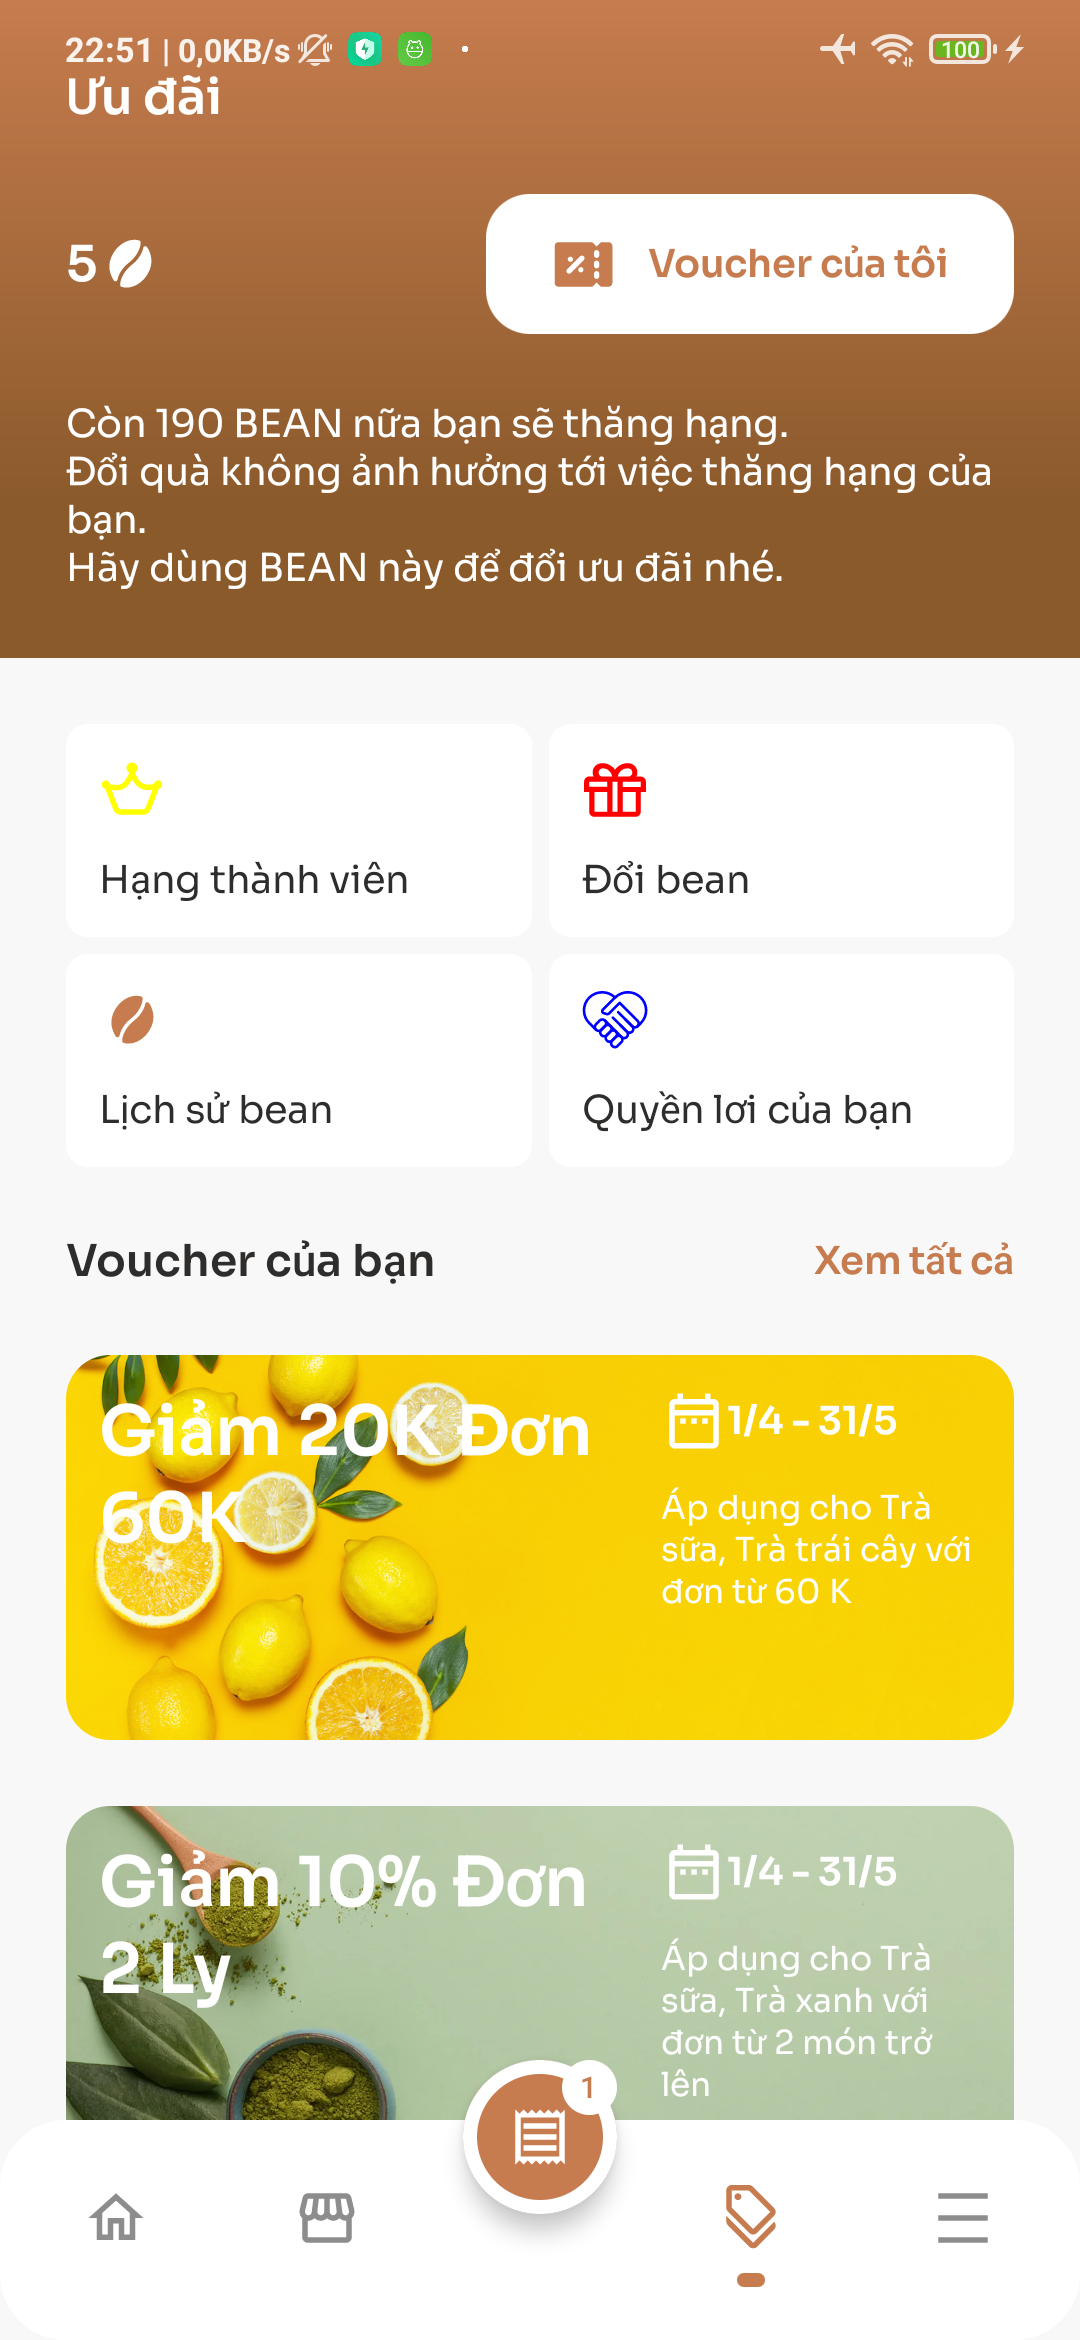 22:51 | 0,0KB/s
100
Ưu đãi
5
Voucher của tôi
Còn 190 BEAN nữa bạn sẽ thăng hạng.
Đổi quà không ảnh hưởng tới việc thăng hạng của
bạn.
Hãy dùng BEAN này để đổi ưu đãi nhé.
Hạng thành viên
Đổi bean
Lịch sử bean
Quyền lơi của bạn
Voucher của bạn
Xem tất cả
Giảm 20K Đơn
60K
1/4 - 31/5
Áp dụng cho Trà
sữa, Trà trái cây với
đơn từ 60 K
Giảm 10% Đơn
2 Ly
1/4 - 31/5
Áp dụng cho Trà
sữa, Trà xanh với
đơn từ 2 món trở
lên
1